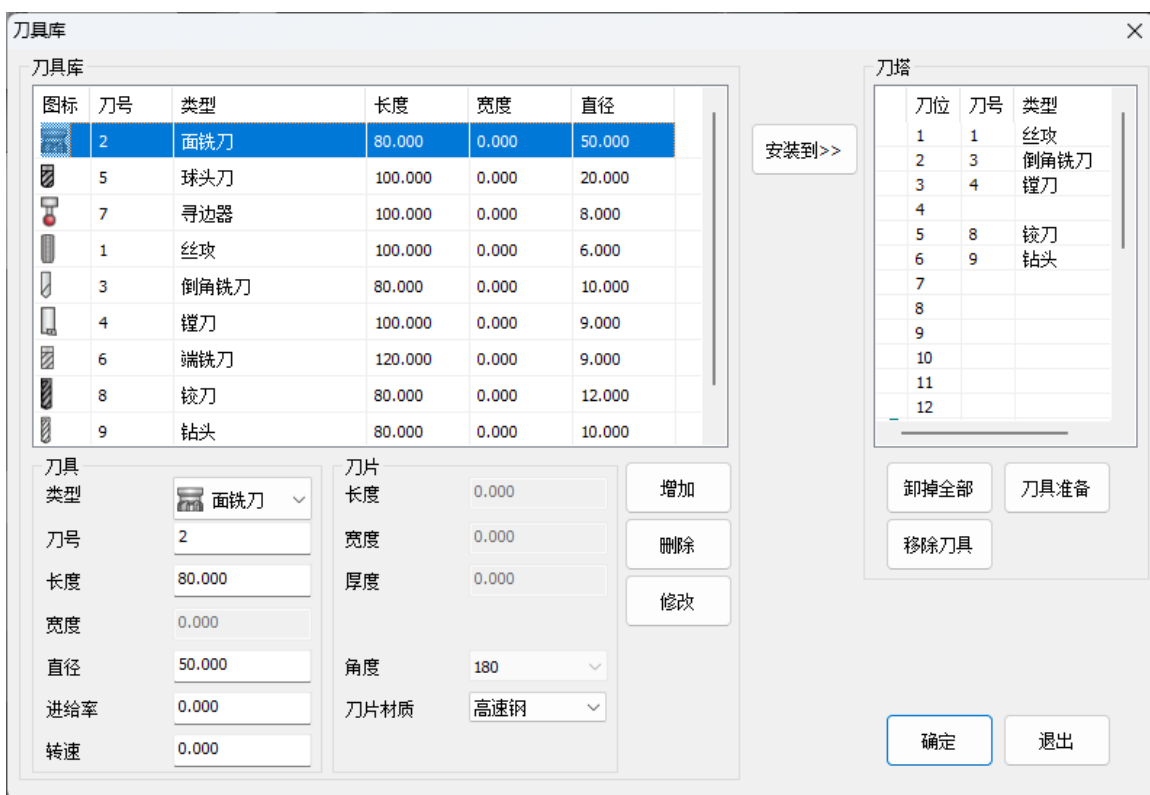 刀具库
刀具库
图标 刀号 类型 长度 宽度 直径
2 面铣刀 80.000 0.000 50.000
5 球头刀 100.000 0.000 20.000
7 寻边器 100.000 0.000 8.000
1 丝攻 100.000 0.000 6.000
3 倒角铣刀 80.000 0.000 10.000
4 镗刀 100.000 0.000 9.000
6 端铣刀 120.000 0.000 9.000
8 铰刀 80.000 0.000 12.000
9 钻头 80.000 0.000 10.000
安装到>>
刀塔
刀位 刀号 类型
1 1 丝攻
2 3 倒角铣刀
3 4 镗刀
4
5 8 铰刀
6 9 钻头
7
8
9
10
11
12
刀具
类型 面铣刀
刀号 2
长度 80.000
宽度 0.000
直径 50.000
进给率 0.000
转速 0.000
刀片
长度 0.000
宽度 0.000
厚度 0.000
角度 180
刀片材质 高速钢
增加
删除
修改
卸掉全部 刀具准备
移除刀具
确定 退出